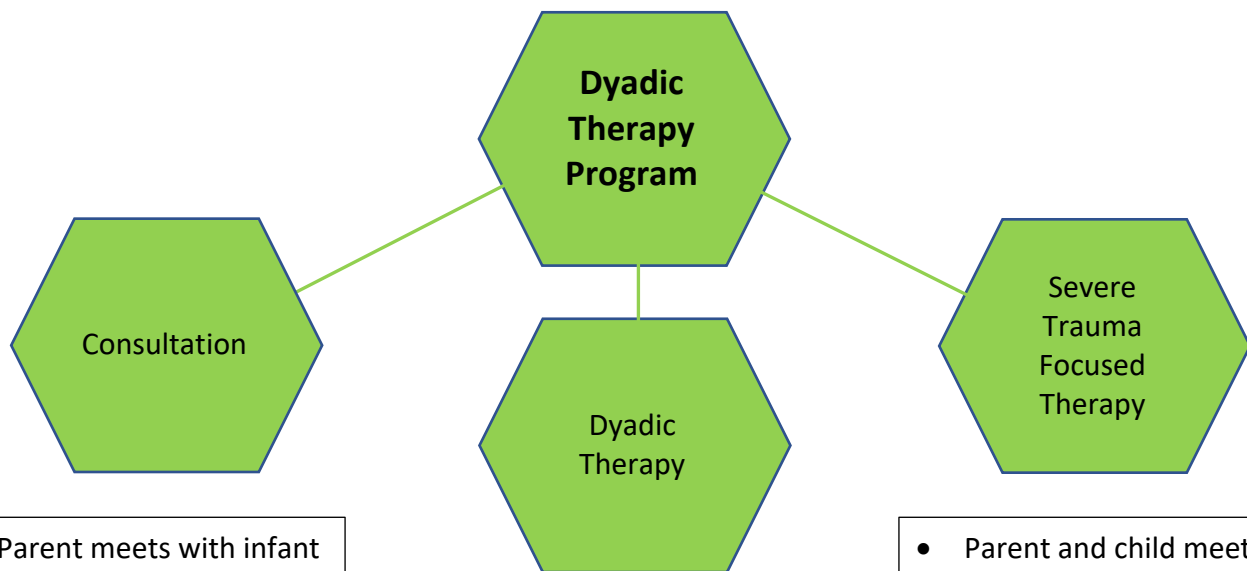 Dyadic
Therapy
Program
Consultation
Dyadic
Therapy
Severe
Trauma
Focused
Therapy
Parent meets with infant
• Parent and child meet